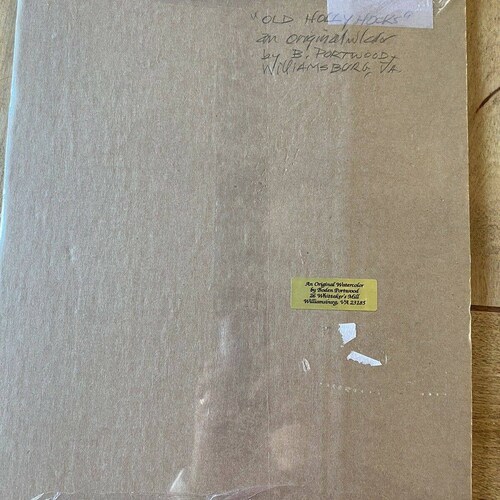 "OLD HOLLYHOCKS"
an original w/color
by B. PORTWOOD,
WILLIAMSBURG, VA
An Original Watercolor
by Boden Portwood
26 Whittaker's Mill
Williamsburg, VA 23185